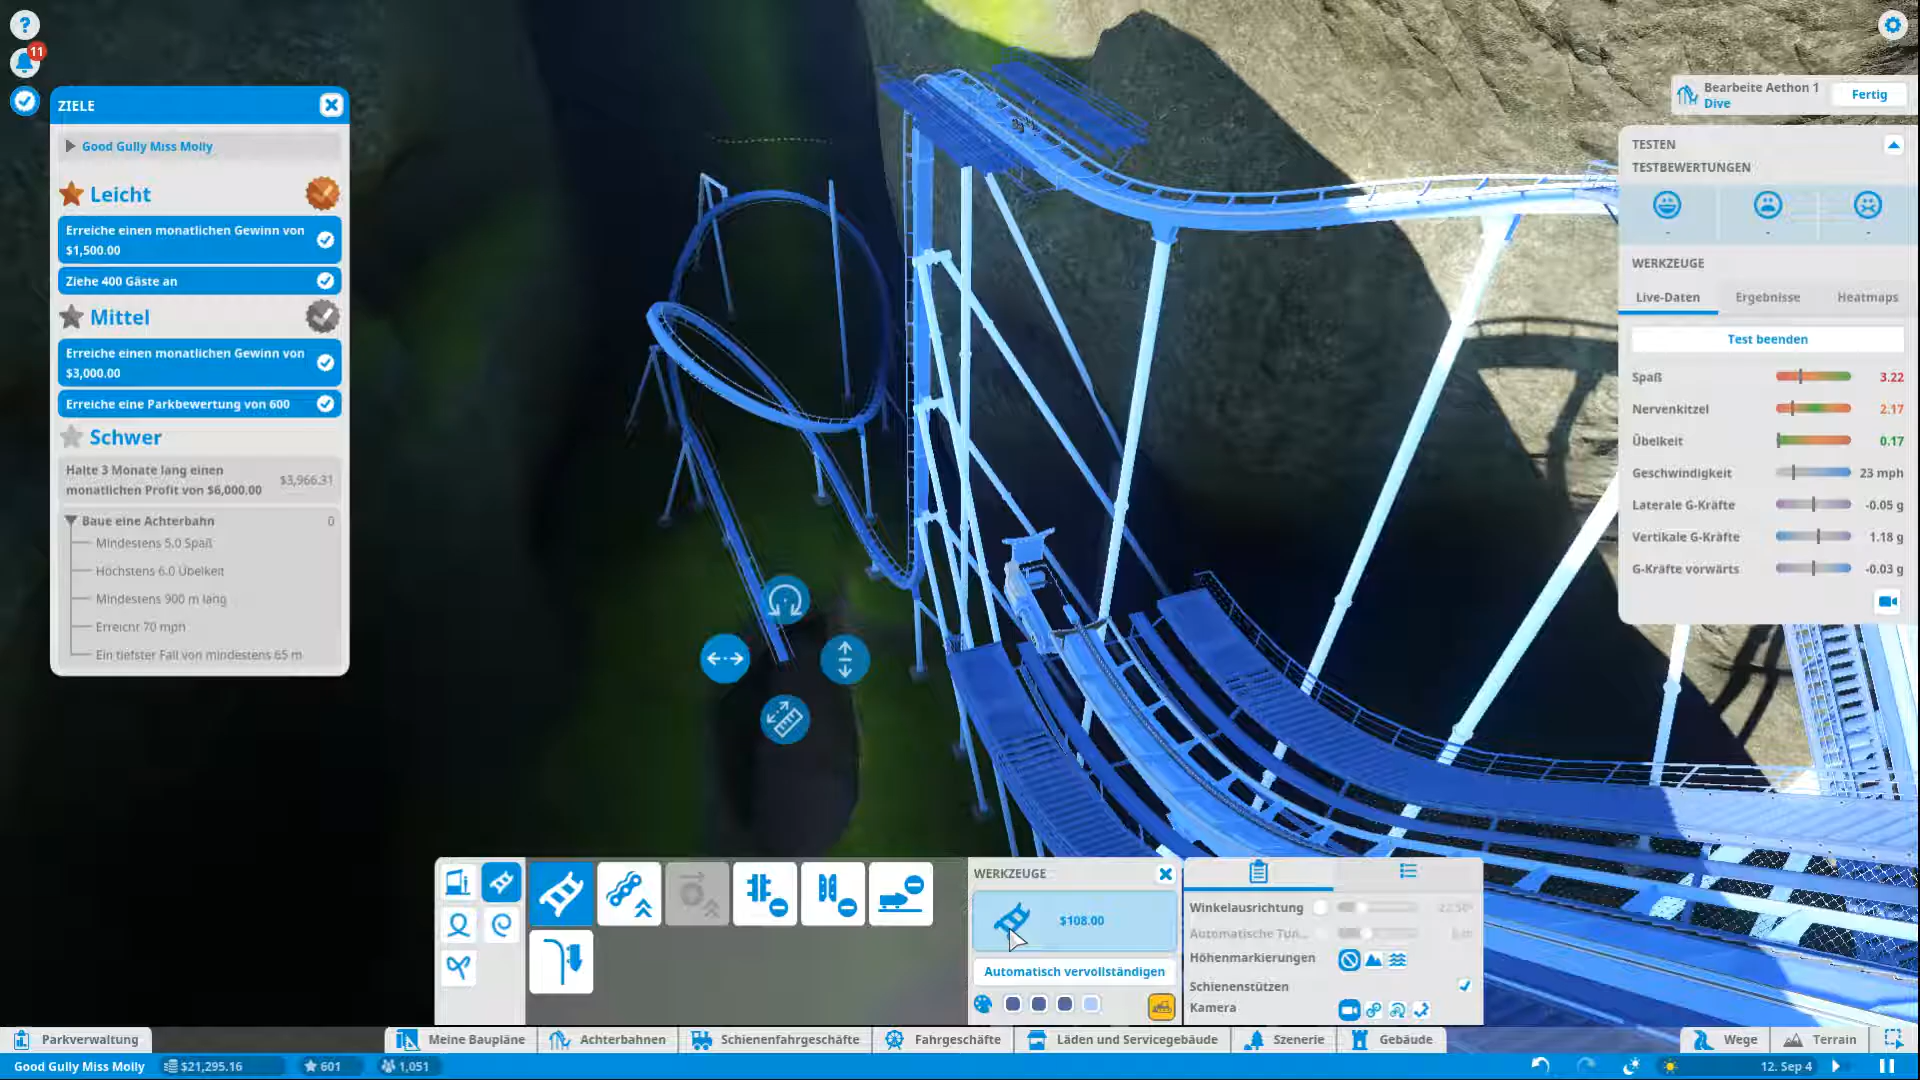 ?
11
ZIELE
Good Gully Miss Molly
Leicht
Erreiche einen monatlichen Gewinn von
$1,500.00
Ziehe 400 Gäste an
Mittel
Erreiche einen monatlichen Gewinn von
$3,000.00
Erreiche eine Parkbewertung von 600
Schwer
Halte 3 Monate lang einen
monatlichen Profit von $6,000.00
$3,966.31
Baue eine Achterbahn 0
Mindestens 5.0 Spaß
Höchstens 6.0 Übelkeit
Mindestens 900 m lang
Erreicht 70 mph
Ein tiefster Fall von mindestens 65 m
Bearbeite Aethon 1
Dive
Fertig
TESTEN
TESTBEWERTUNGEN
- - -
WERKZEUGE
Live-Daten Ergebnisse Heatmaps
Test beenden
Spaß 3.22
Nervenkitzel 2.17
Übelkeit 0.17
Geschwindigkeit 23 mph
Laterale G-Kräfte -0.05 g
Vertikale G-Kräfte 1.18 g
G-Kräfte vorwärts -0.03 g
WERKZEUGE
$108.00
Automatisch vervollständigen
Winkelausrichtung
Automatische Tun...
Höhenmarkierungen
Schienenstützen
Kamera
Parkverwaltung Meine Baupläne Achterbahnen Schienenfahrgeschäfte Fahrgeschäfte Läden und Servicegebäude Szenerie Gebäude Wege Terrain
Good Gully Miss Molly $21,295.16 601 1,051 12. Sep 4